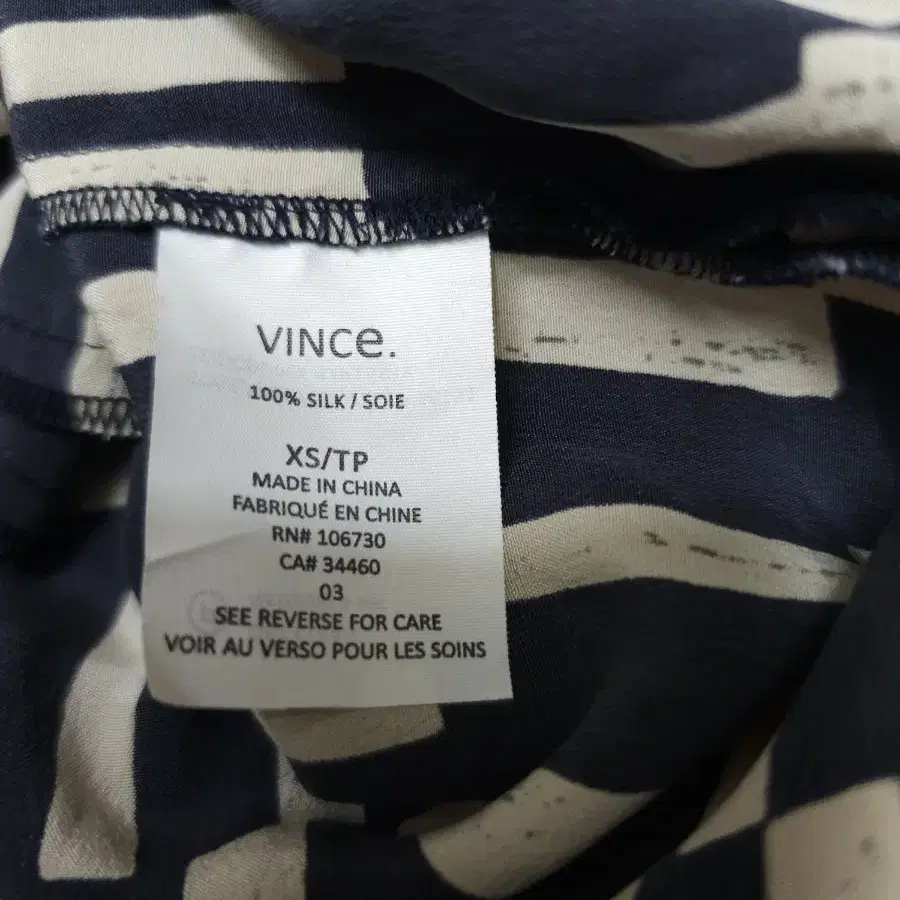 VINCe.
100% SILK / SOIE
XS/TP
MADE IN CHINA
FABRIQUÉ EN CHINE
RN# 106730
CA# 34460
03
SEE REVERSE FOR CARE
VOIR AU VERSO POUR LES SOINS